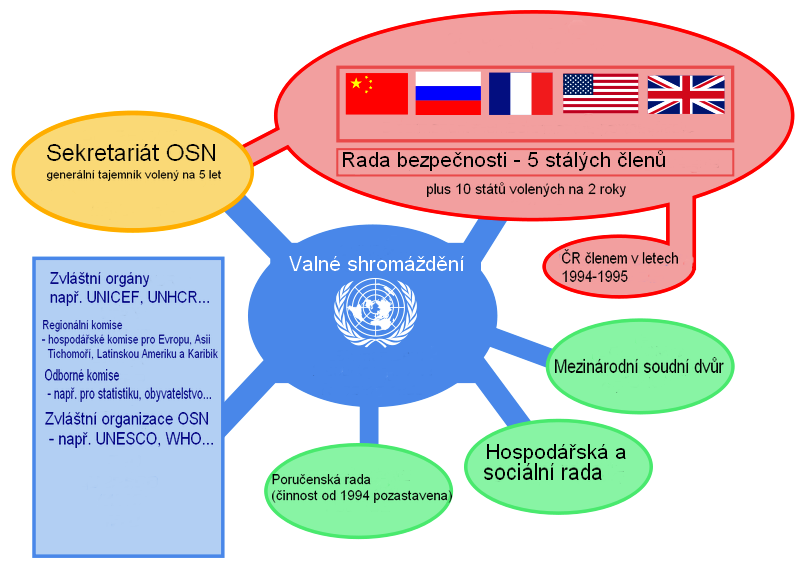 Sekretariát OSN
generální tajemník volený na 5 let
Rada bezpečnosti - 5 stálých členů
plus 10 států volených na 2 roky
ČR členem v letech
1994-1995
Valné shromáždění
Zvláštní orgány
např. UNICEF, UNHCR...
Regionální komise
- hospodářské komise pro Evropu, Asii
Tichomoří, Latinskou Ameriku a Karibik
Odborné komise
- např. pro statistiku, obyvatelstvo...
Zvláštní organizace OSN
- např. UNESCO, WHO...
Mezinárodní soudní dvůr
Hospodářská a
sociální rada
Poručenská rada
(činnost od 1994 pozastavena)